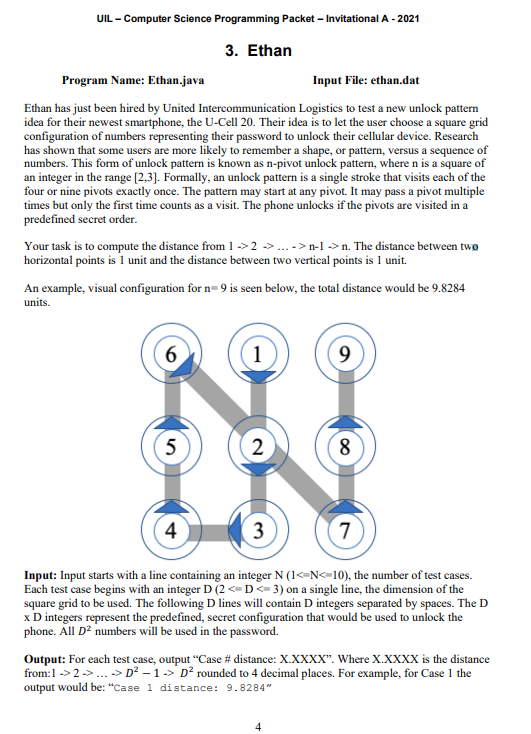 UIL – Computer Science Programming Packet – Invitational A - 2021
3. Ethan
Program Name: Ethan.java Input File: ethan.dat
Ethan has just been hired by United Intercommunication Logistics to test a new unlock pattern
idea for their newest smartphone, the U-Cell 20. Their idea is to let the user choose a square grid
configuration of numbers representing their password to unlock their cellular device. Research
has shown that some users are more likely to remember a shape, or pattern, versus a sequence of
numbers. This form of unlock pattern is known as n-pivot unlock pattern, where n is a square of
an integer in the range [2,3]. Formally, an unlock pattern is a single stroke that visits each of the
four or nine pivots exactly once. The pattern may start at any pivot. It may pass a pivot multiple
times but only the first time counts as a visit. The phone unlocks if the pivots are visited in a
predefined secret order.
Your task is to compute the distance from 1 -> 2 -> ... - > n-1 -> n. The distance between two
horizontal points is 1 unit and the distance between two vertical points is 1 unit.
An example, visual configuration for n= 9 is seen below, the total distance would be 9.8284
units.
6 1 9
5 2 8
4 3 7
Input: Input starts with a line containing an integer N (1<=N<=10), the number of test cases.
Each test case begins with an integer D (2 <= D <= 3) on a single line, the dimension of the
square grid to be used. The following D lines will contain D integers separated by spaces. The D
x D integers represent the predefined, secret configuration that would be used to unlock the
phone. All D² numbers will be used in the password.
Output: For each test case, output “Case # distance: X.XXXX”. Where X.XXXX is the distance
from:1 -> 2 -> ... -> D² − 1 -> D² rounded to 4 decimal places. For example, for Case 1 the
output would be: “Case 1 distance: 9.8284”
4